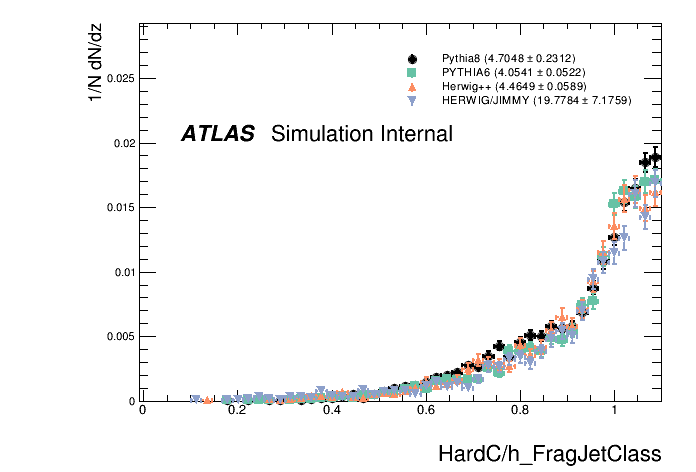 1/N dN/dz
Pythia8 (4.7048 ± 0.2312)
PYTHIA6 (4.0541 ± 0.0522)
Herwig++ (4.4649 ± 0.0589)
HERWIG/JIMMY (19.7784 ± 7.1759)
ATLAS Simulation Internal
0.025
0.02
0.015
0.01
0.005
0
0 0.2 0.4 0.6 0.8 1
HardC/h_FragJetClass